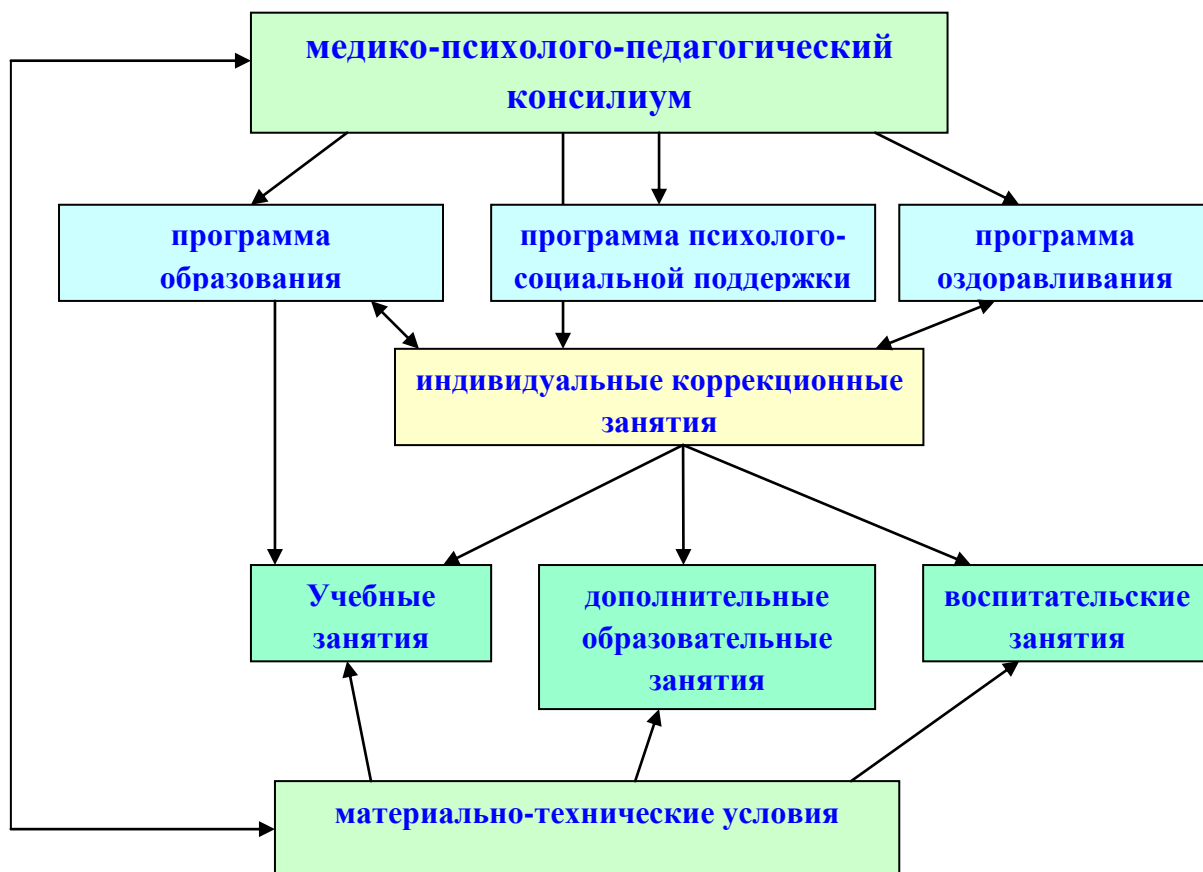 медико-психолого-педагогический
консилиум
программа
образования
программа психолого-
социальной поддержки
программа
оздоравливания
индивидуальные коррекционные
занятия
Учебные
занятия
дополнительные
образовательные
занятия
воспитательские
занятия
материально-технические условия